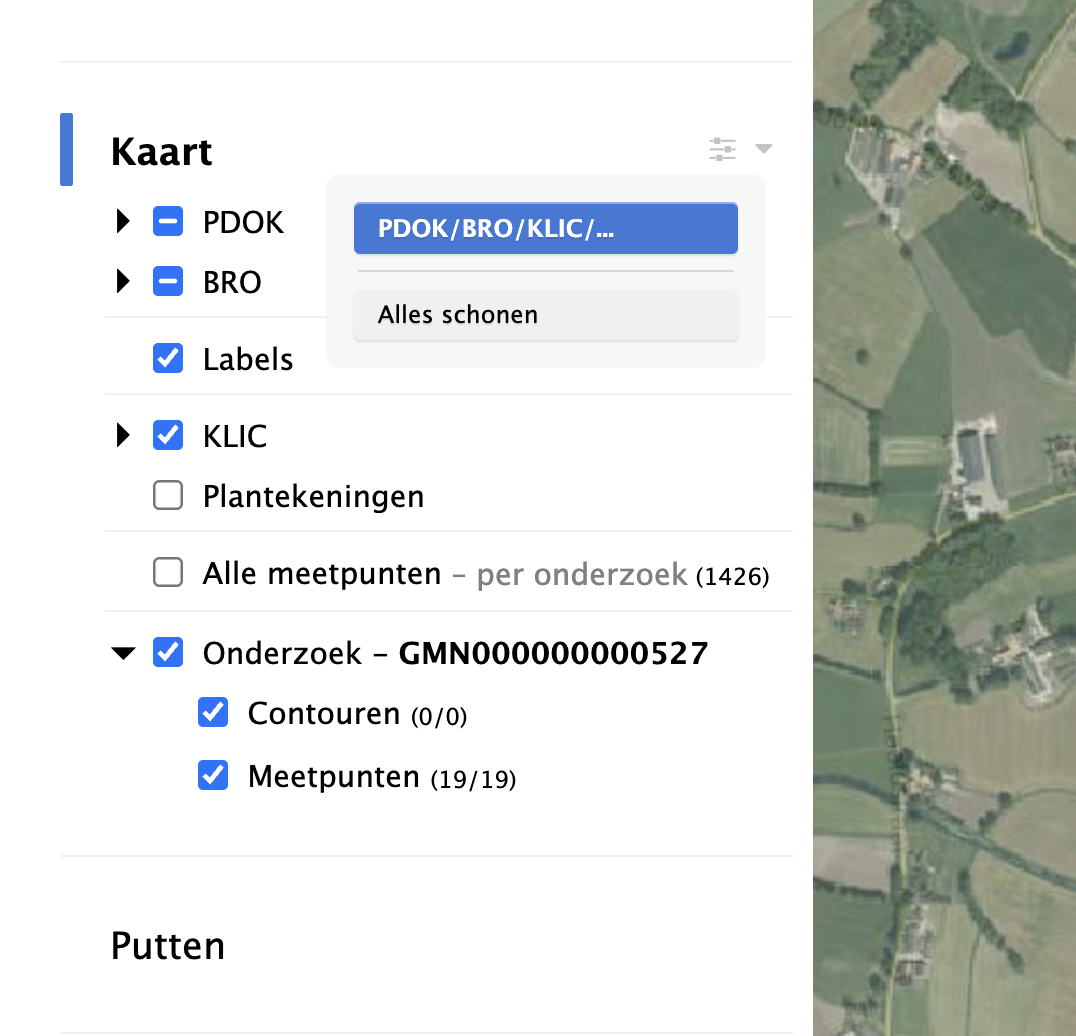 Kaart
PDOK
PDOK/BRO/KLIC/...
BRO
Alles schonen
Labels
KLIC
Plantekeningen
Alle meetpunten – per onderzoek (1426)
Onderzoek – GMN000000000527
Contouren (0/0)
Meetpunten (19/19)
Putten